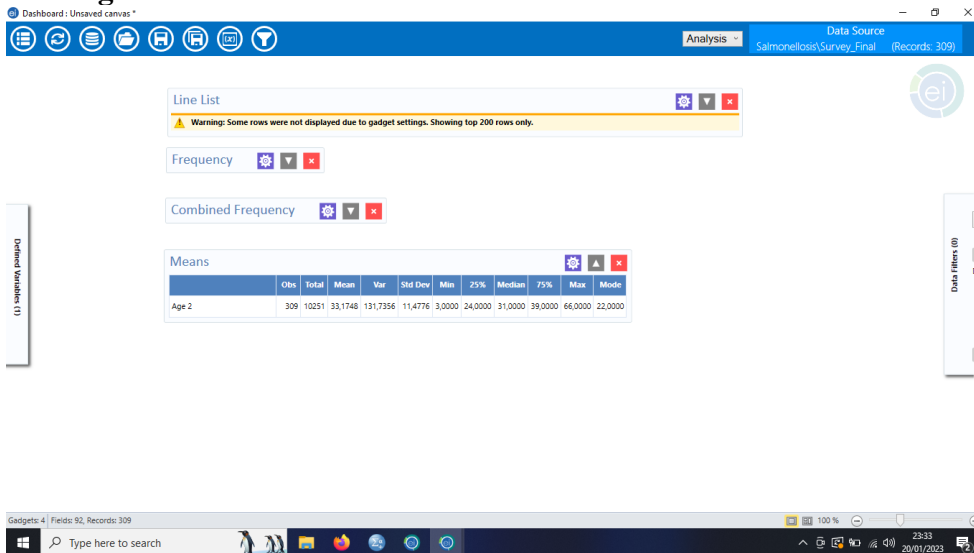 Dashboard : Unsaved canvas *
Analysis
Data Source
Salmonellosis\Survey_Final (Records: 309)
ei
Line List
Warning: Some rows were not displayed due to gadget settings. Showing top 200 rows only.
Frequency
Combined Frequency
Means
Obs Total Mean Var Std Dev Min 25% Median 75% Max Mode
Age 2 309 10251 33,1748 131,7356 11,4776 3,0000 24,0000 31,0000 39,0000 66,0000 22,0000
Defined Variables (1)
Data Filters (0)
Gadgets: 4 Fields: 92, Records: 309
100 %
Type here to search
23:33
20/01/2023